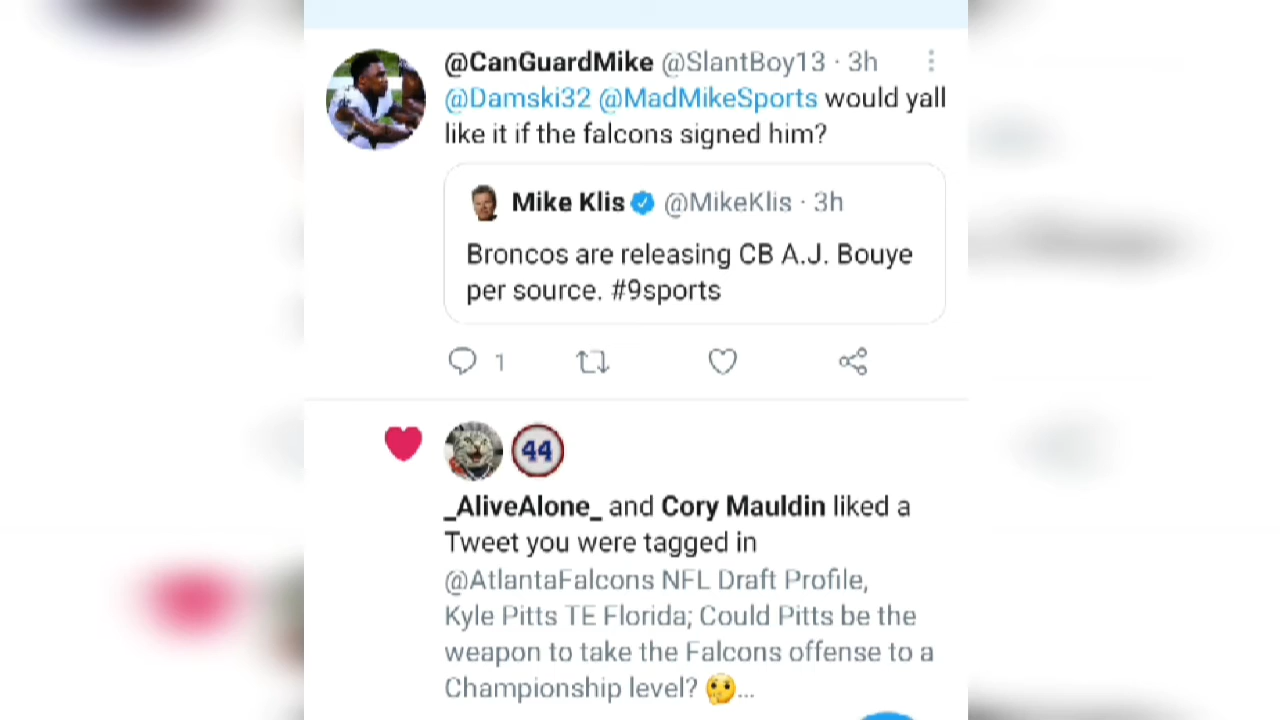 @CanGuardMike @SlantBoy13 · 3h
@Damski32 @MadMikeSports would yall
like it if the falcons signed him?
Mike Klis @MikeKlis · 3h
Broncos are releasing CB A.J. Bouye
per source. #9sports
1
44
_AliveAlone_ and Cory Mauldin liked a
Tweet you were tagged in
@AtlantaFalcons NFL Draft Profile,
Kyle Pitts TE Florida; Could Pitts be the
weapon to take the Falcons offense to a
Championship level? 🤔...